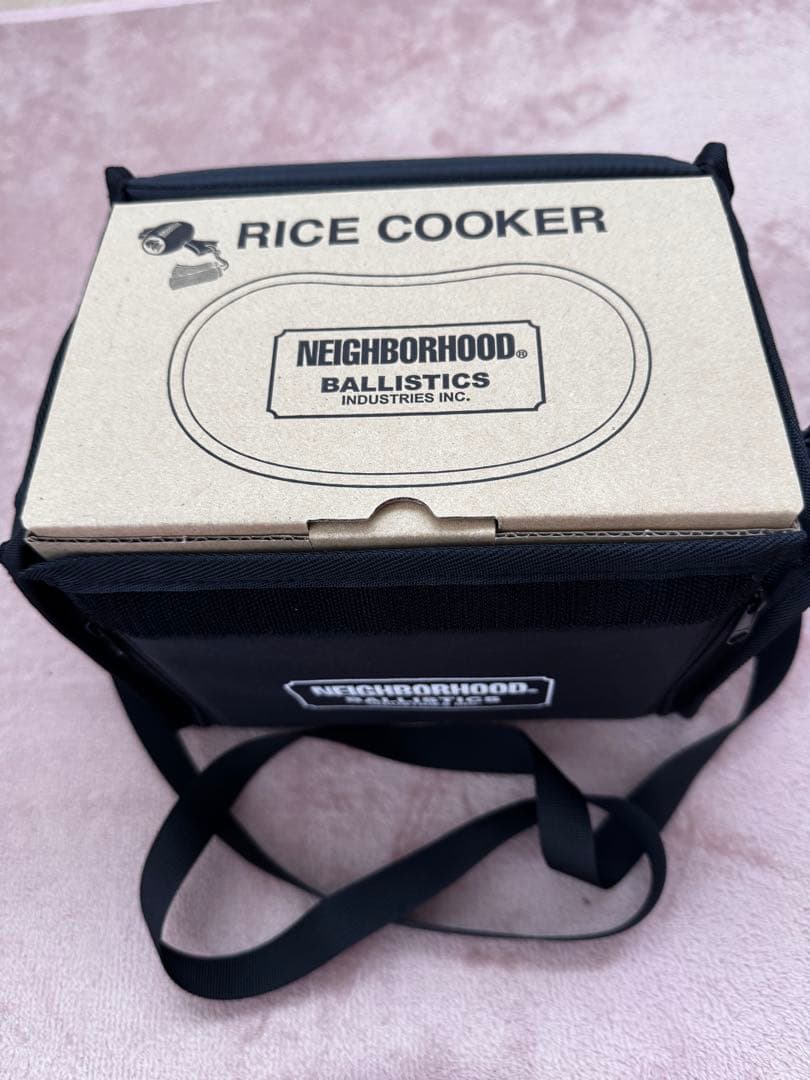 RICE COOKER
NEIGHBORHOOD®
BALLISTICS
INDUSTRIES INC.
NEIGHBORHOOD®
BALLISTICS